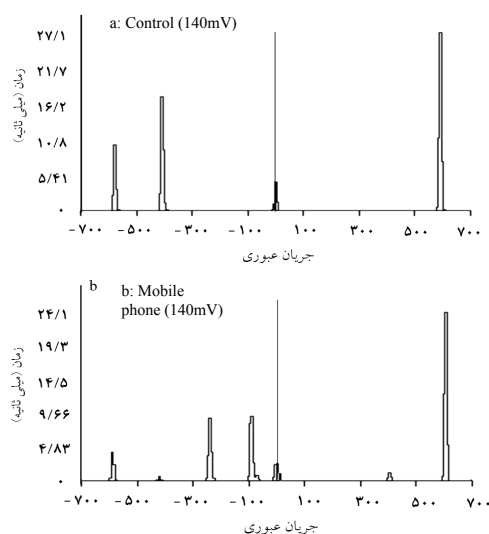 a: Control (140mV)
۲۷/۱
۲۱/۷
۱۶/۲
۱۰/۸
۵/۴۱
۰
زمان (میلی ثانیه)
-۷۰۰ -۵۰۰ -۳۰۰ -۱۰۰ ۱۰۰ ۳۰۰ ۵۰۰ ۷۰۰
جریان عبوری
b
b: Mobile
phone (140mV)
۲۴/۱
۱۹/۳
۱۴/۵
۹/۶۶
۴/۸۳
۰
زمان (میلی ثانیه)
-۷۰۰ -۵۰۰ -۳۰۰ -۱۰۰ ۱۰۰ ۳۰۰ ۵۰۰ ۷۰۰
جریان عبوری